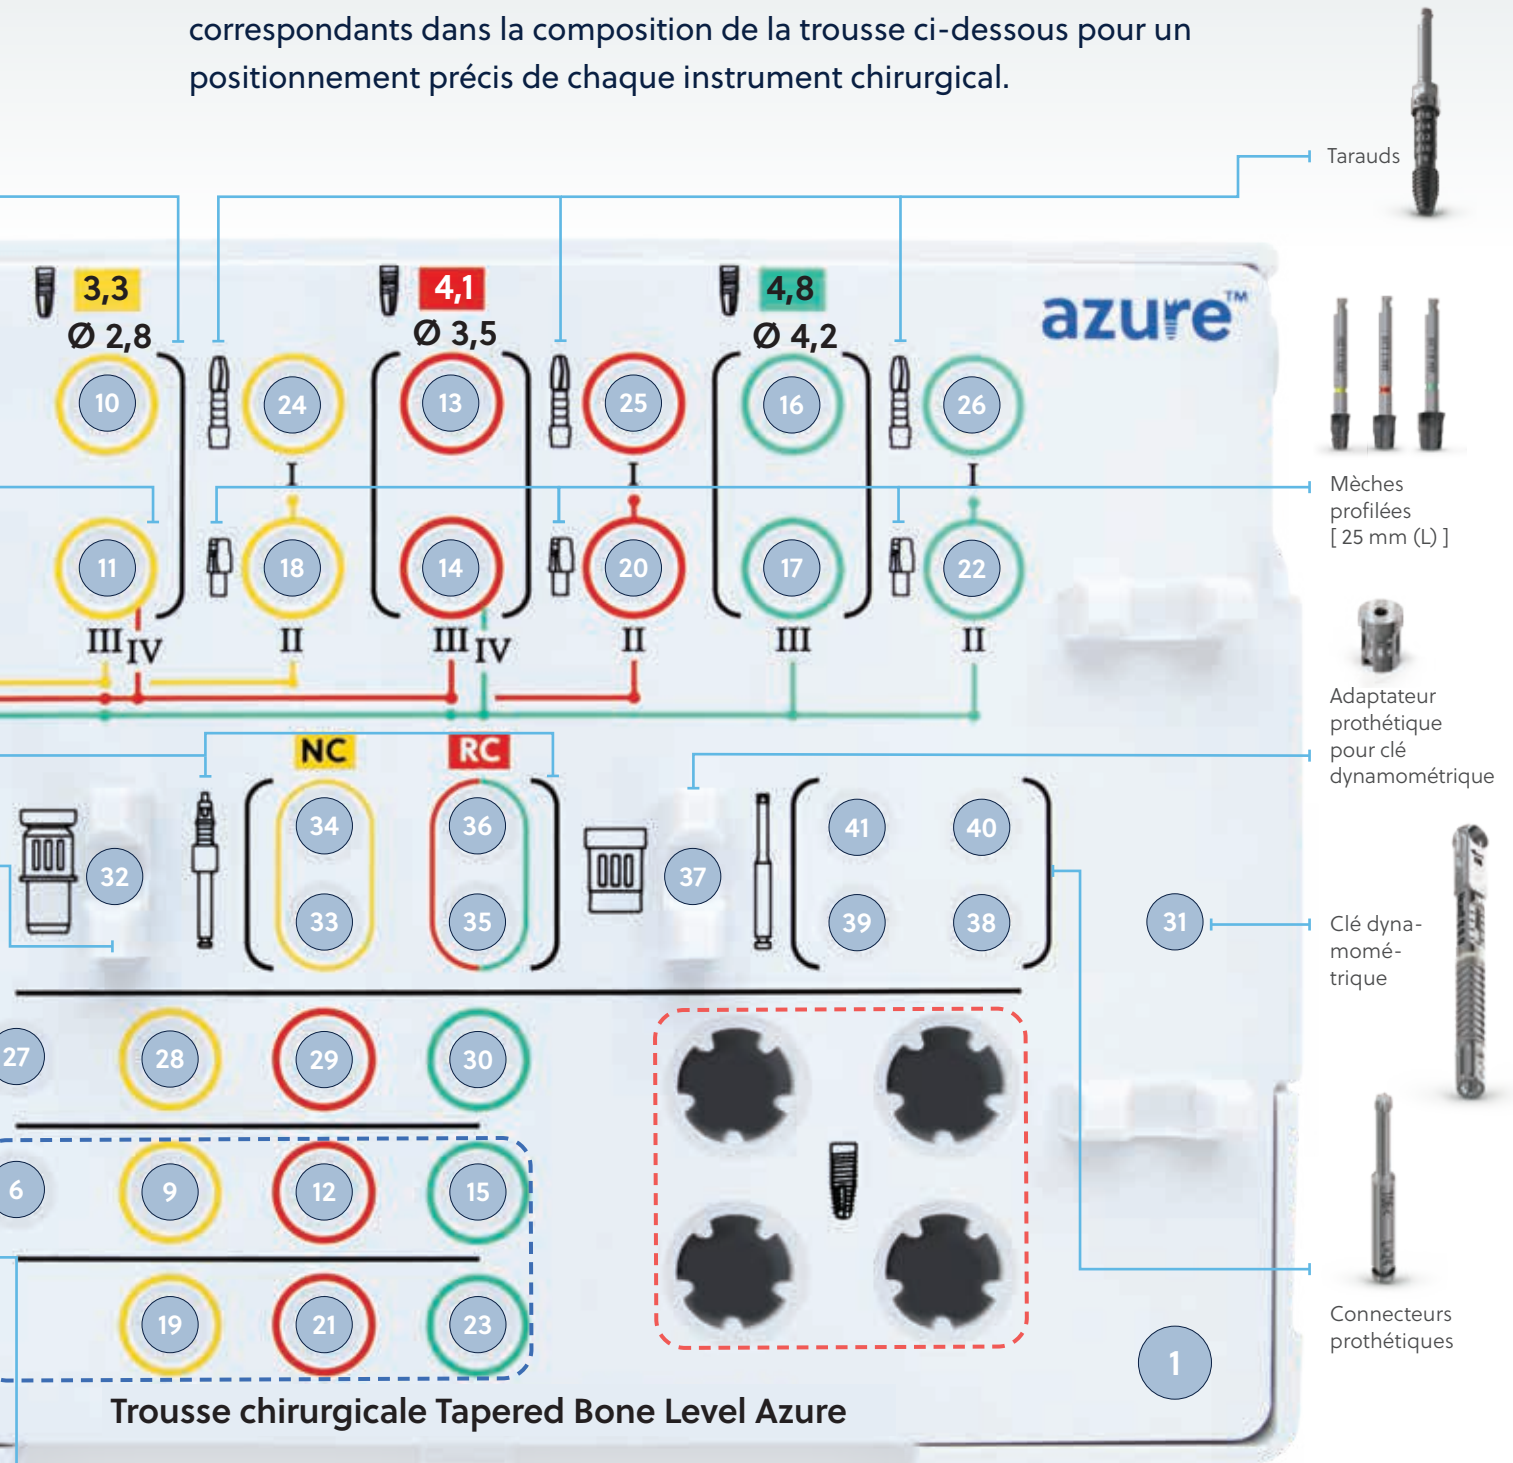 correspondants dans la composition de la trousse ci-dessous pour un
positionnement précis de chaque instrument chirurgical.
Tarauds
3,3
4,1
4,8
azure™
Ø 2,8
Ø 3,5
Ø 4,2
10
24
13
25
16
26
I
I
I
Mèches
profilées
[ 25 mm (L) ]
11
18
14
20
17
22
III
IV
II
III
IV
II
III
II
Adaptateur
prothétique
pour clé
dynamométrique
NC
RC
34
36
41
40
32
37
33
35
39
38
31
Clé dyna-
momé-
trique
27
28
29
30
6
9
12
15
19
21
23
Connecteurs
prothétiques
1
Trousse chirurgicale Tapered Bone Level Azure